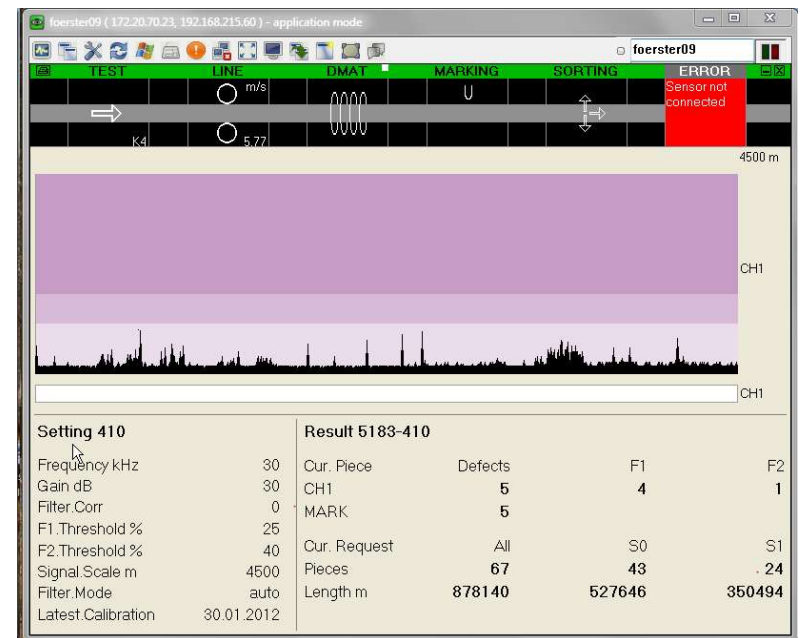 foerster09 ( 172.20.70.23, 192.168.215.60 ) - application mode
foerster09
TEST LINE DMAT MARKING SORTING ERROR
m/s U Sensor not
connected
K4 5.77
4500 m
CH1
CH1
Setting 410 Result 5183-410
Frequency kHz 30 Cur. Piece Defects F1 F2
Gain dB 30 CH1 5 4 1
Filter.Corr 0 MARK 5
F1.Threshold % 25
F2.Threshold % 40 Cur. Request All S0 S1
Signal.Scale m 4500 Pieces 67 43 24
Filter.Mode auto Length m 878140 527646 350494
Latest.Calibration 30.01.2012